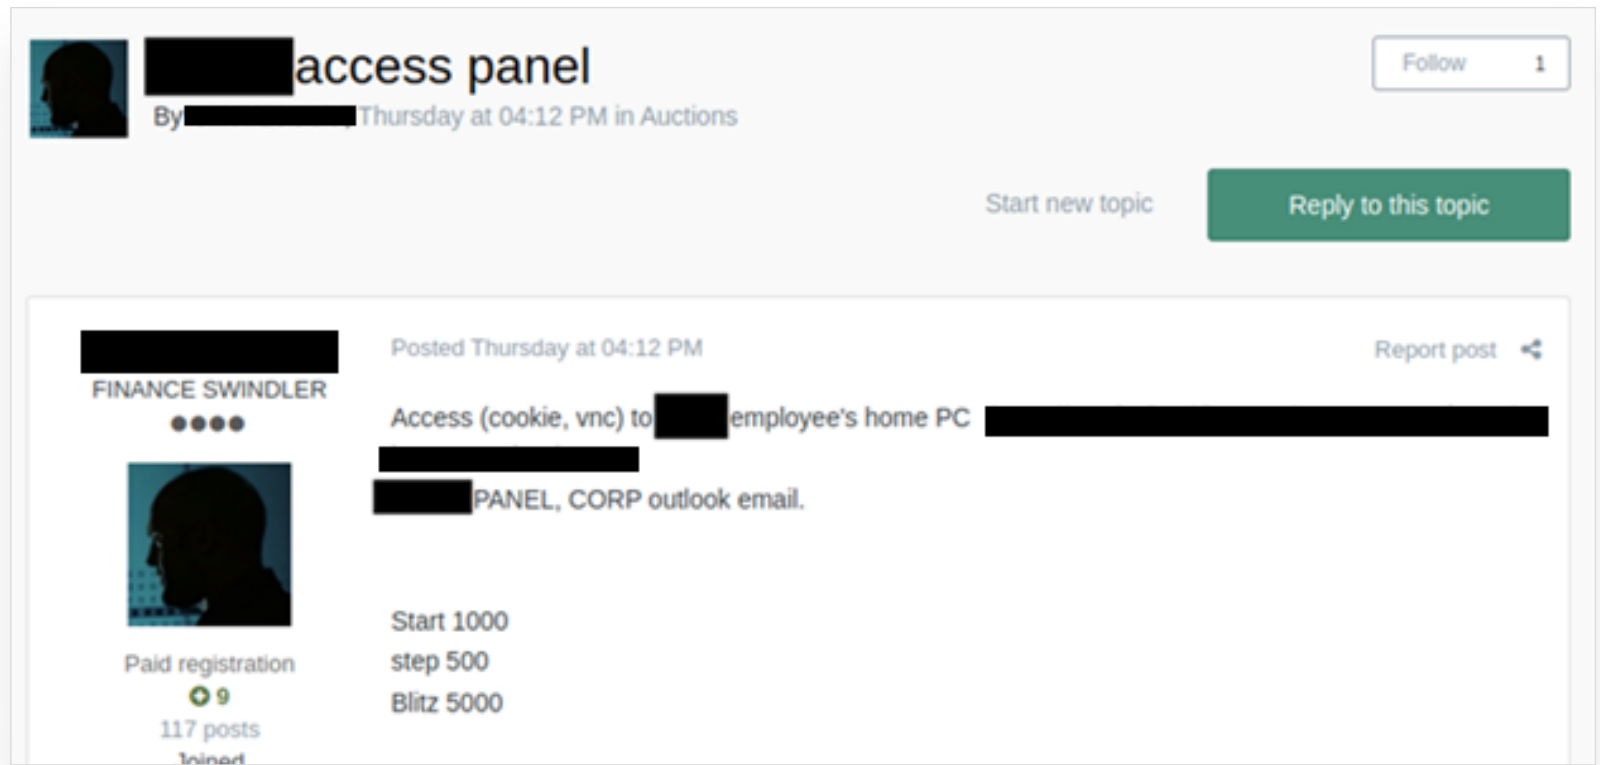 access panel
Follow 1
By Thursday at 04:12 PM in Auctions
Start new topic
Reply to this topic
FINANCE SWINDLER
Paid registration
9
117 posts
Joined
Posted Thursday at 04:12 PM
Report post
Access (cookie, vnc) to employee's home PC
PANEL, CORP outlook email.
Start 1000
step 500
Blitz 5000